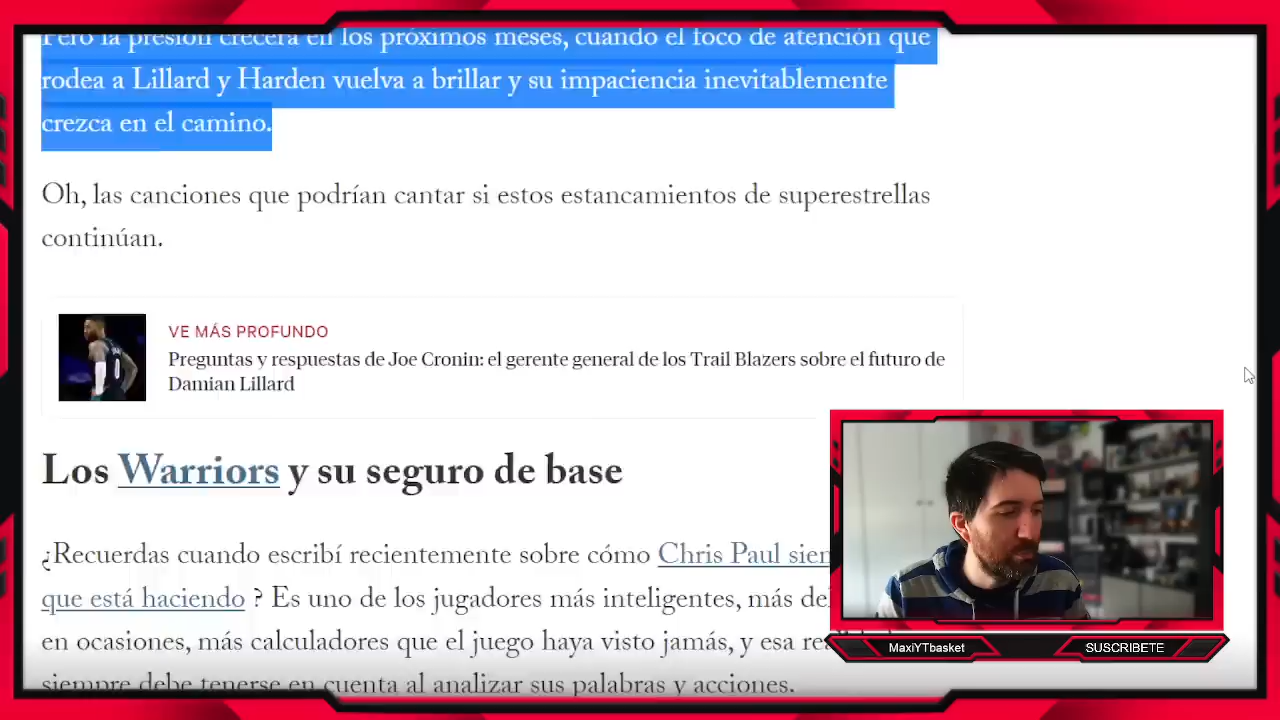 Pero la presión crecerá en los próximos meses, cuando el foco de atención que
rodea a Lillard y Harden vuelva a brillar y su impaciencia inevitablemente
crezca en el camino.
Oh, las canciones que podrían cantar si estos estancamientos de superestrellas
continúan.
VE MÁS PROFUNDO
Preguntas y respuestas de Joe Cronin: el gerente general de los Trail Blazers sobre el futuro de
Damian Lillard
Los Warriors y su seguro de base
¿Recuerdas cuando escribí recientemente sobre cómo Chris Paul
que está haciendo ? Es uno de los jugadores más inteligentes, más
en ocasiones, más calculadores que el juego haya visto jamás, y esa
siempre debe tenerse en cuenta al analizar sus palabras y acciones.
MaxiYTbasket
SUSCRIBETE